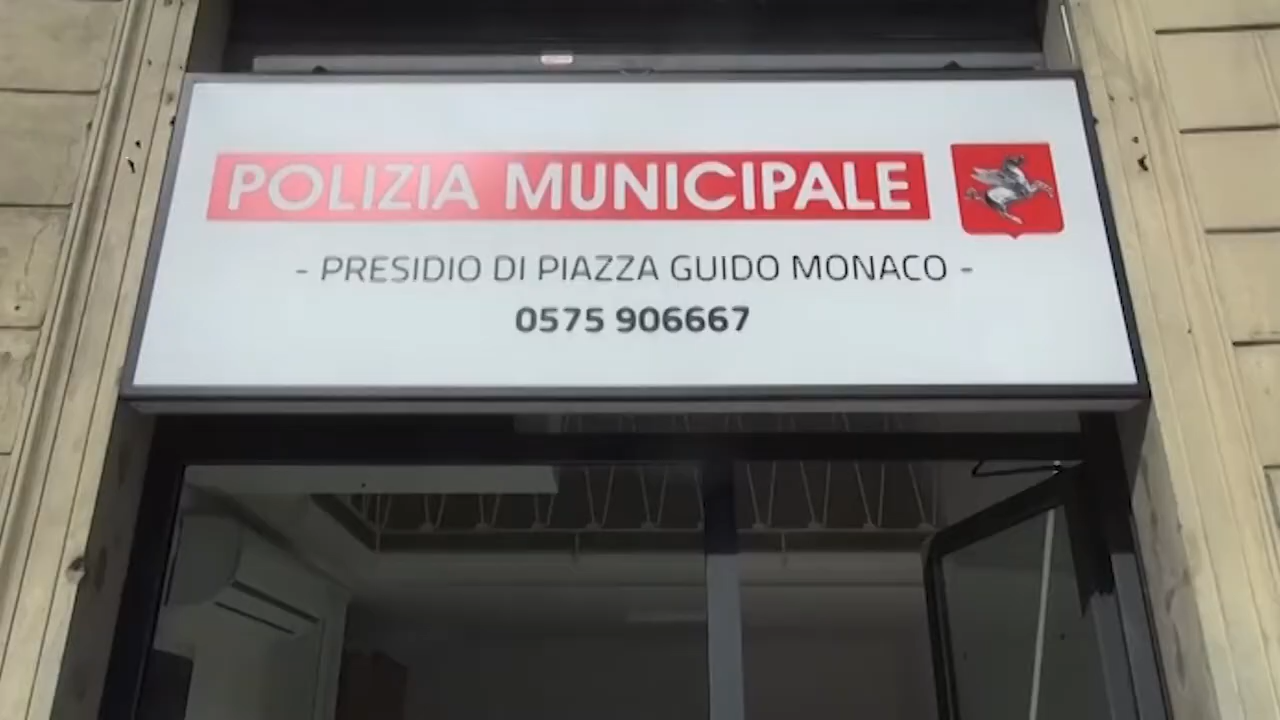 POLIZIA MUNICIPALE
- PRESIDIO DI PIAZZA GUIDO MONACO -
0575 906667